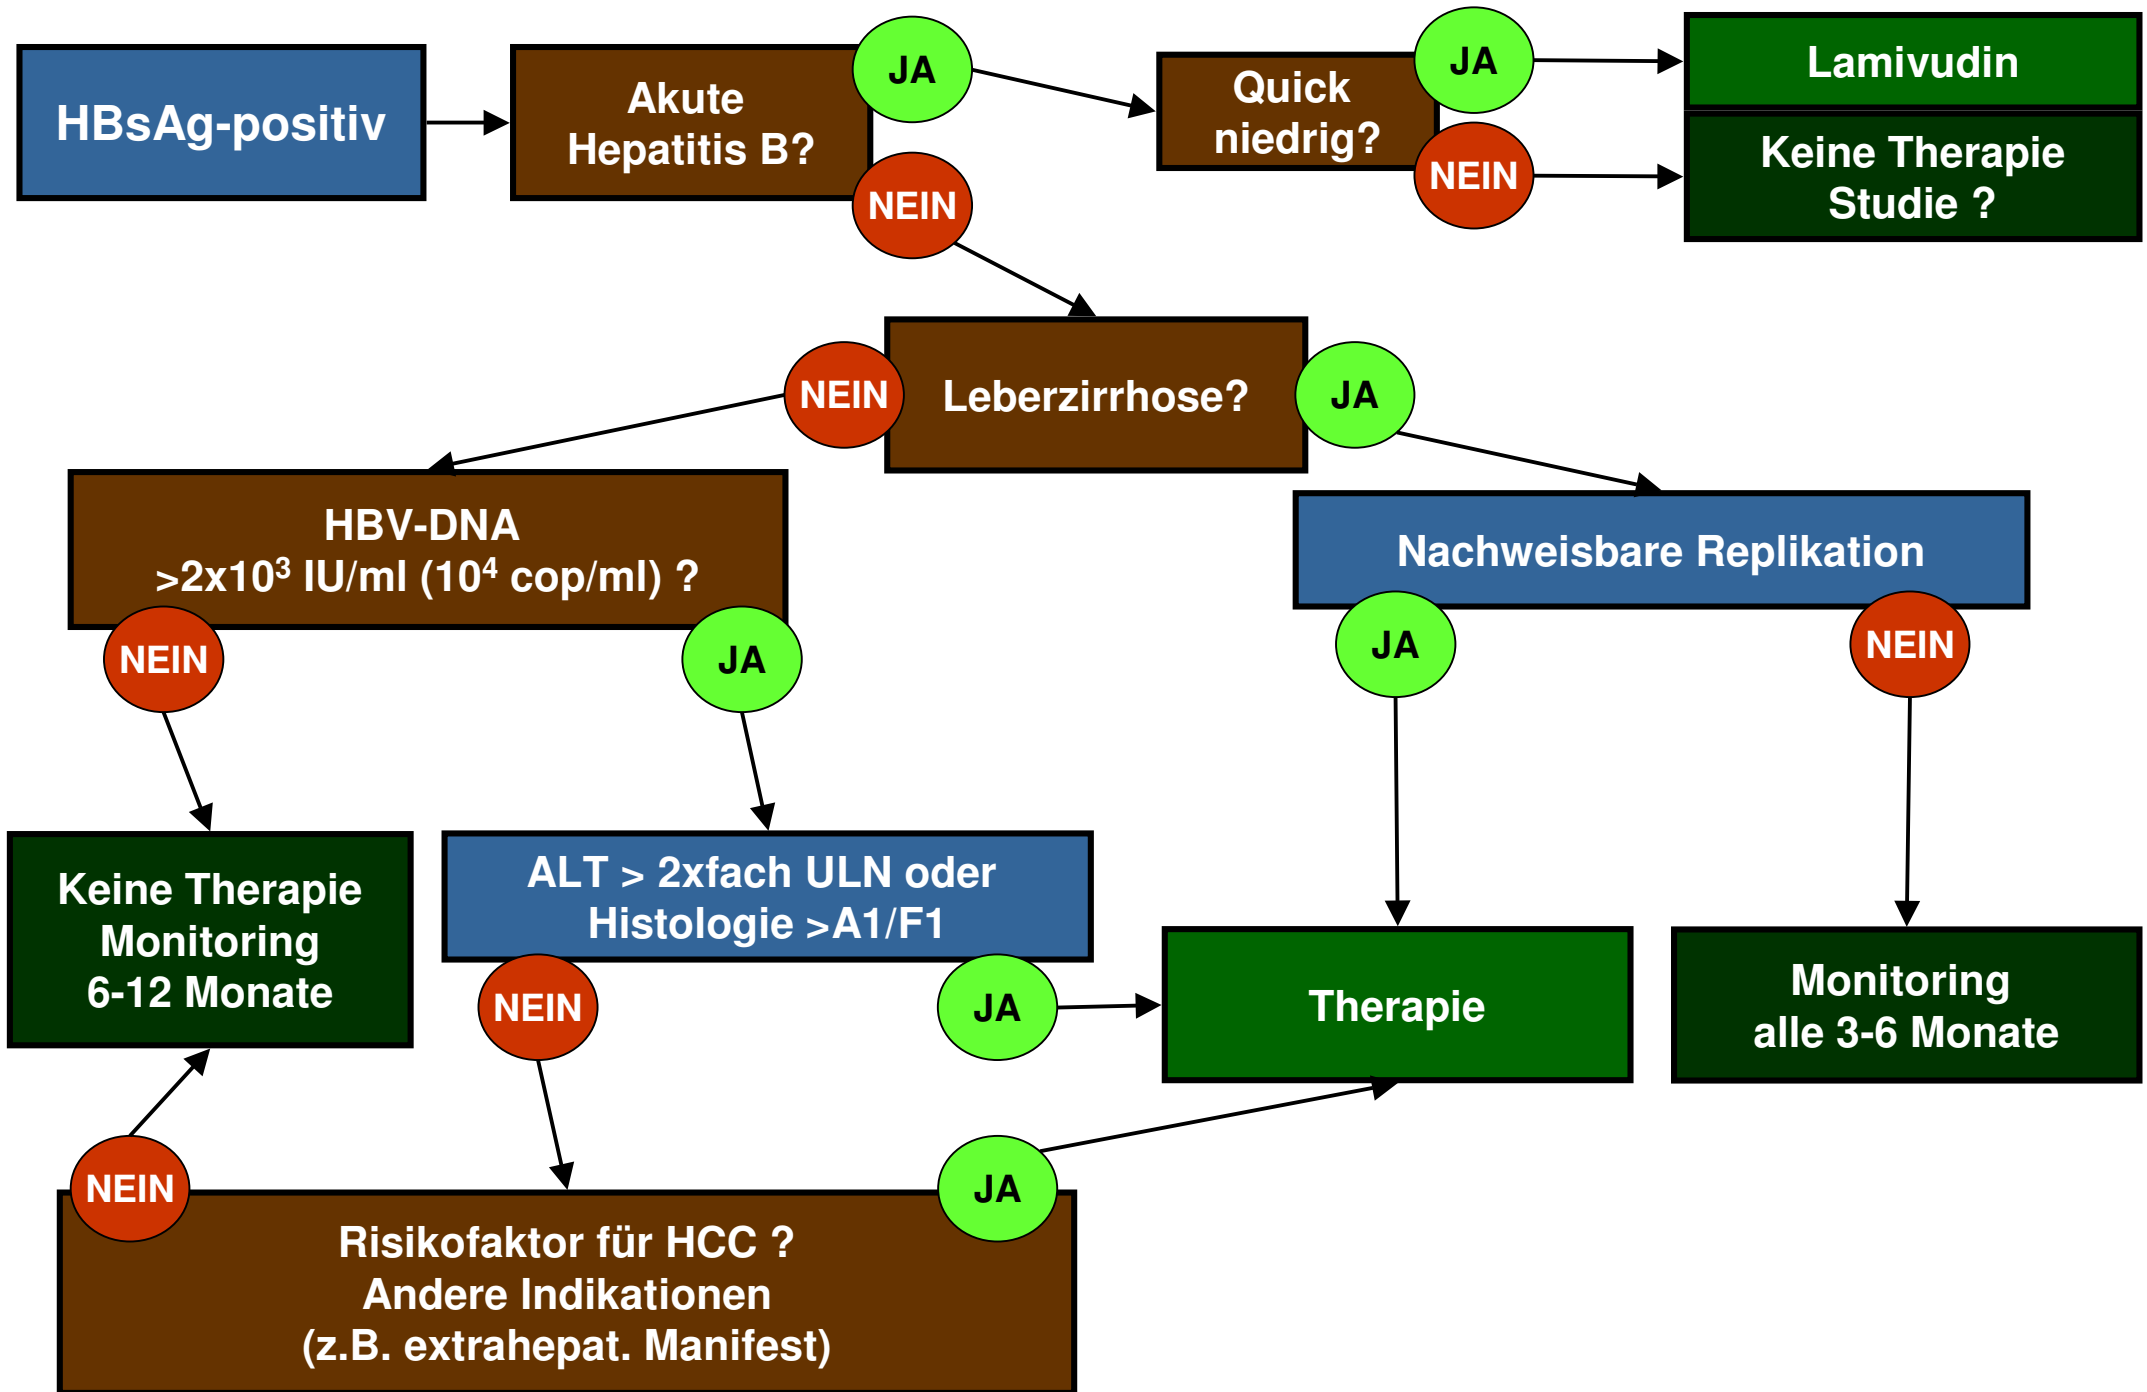 HBsAg-positiv
Akute
Hepatitis B?
JA
NEIN
Quick
niedrig?
JA
NEIN
Lamivudin
Keine Therapie
Studie ?
NEIN
Leberzirrhose?
JA
HBV-DNA
>2x10³ IU/ml (10⁴ cop/ml) ?
NEIN
JA
Nachweisbare Replikation
JA
NEIN
Keine Therapie
Monitoring
6-12 Monate
ALT > 2xfach ULN oder
Histologie >A1/F1
NEIN
JA
Therapie
Monitoring
alle 3-6 Monate
NEIN
JA
Risikofaktor für HCC ?
Andere Indikationen
(z.B. extrahepat. Manifest)